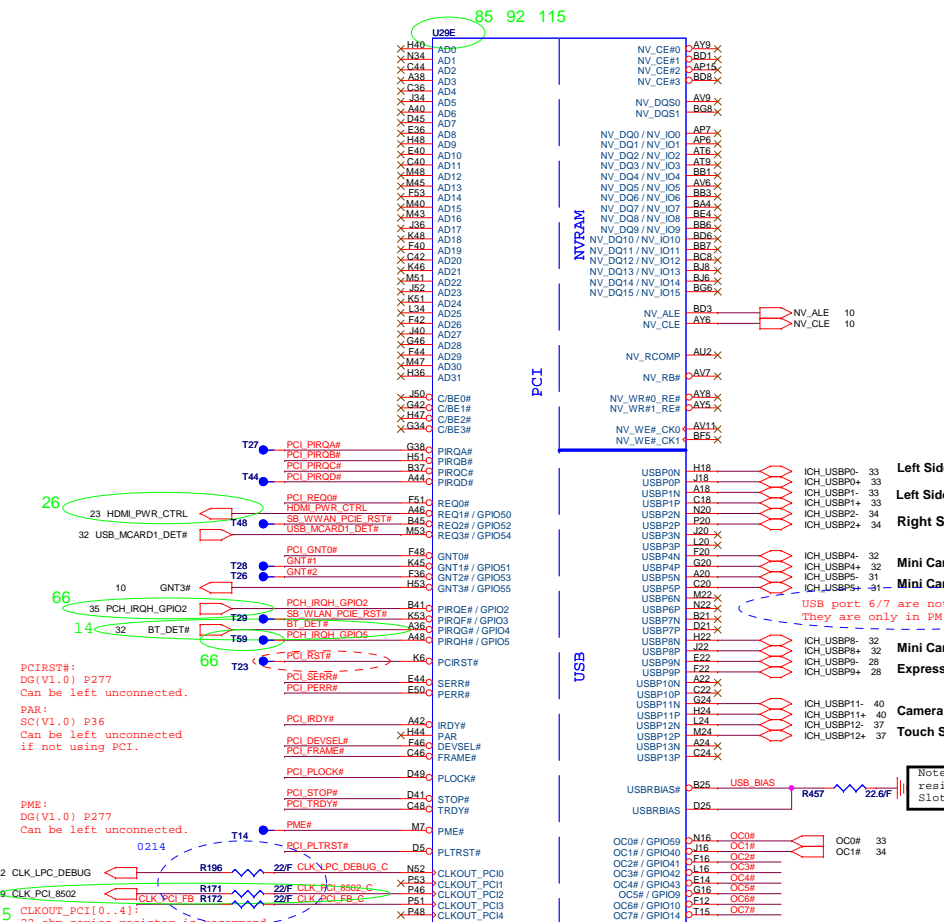 85 92 115
U29E
H40 AD0 NV_CE#0 AY9
N34 AD1 NV_CE#1 BD1
C44 AD2 NV_CE#2 AP15
A38 AD3 NV_CE#3 BD8
C36 AD4
J34 AD5 NV_DQS0 AV9
A40 AD6 NV_DQS1 BG8
D45 AD7
E36 AD8 NV_DQ0 / NV_IO0 AP7
H48 AD9 NV_DQ1 / NV_IO1 AP6
E40 AD10 NV_DQ2 / NV_IO2 AT6
C40 AD11 NV_DQ3 / NV_IO3 AT9
M48 AD12 NV_DQ4 / NV_IO4 BB1
M45 AD13 NV_DQ5 / NV_IO5 AV6
F53 AD14 NV_DQ6 / NV_IO6 BB3
M40 AD15 NV_DQ7 / NV_IO7 BA4
M43 AD16 NV_DQ8 / NV_IO8 BE4
J36 AD17 NV_DQ9 / NV_IO9 BB6
K48 AD18 NV_DQ10 / NV_IO10 BD6
F40 AD19 NV_DQ11 / NV_IO11 BB7
C42 AD20 NV_DQ12 / NV_IO12 BC8
K46 AD21 NV_DQ13 / NV_IO13 BJ8
M51 AD22 NV_DQ14 / NV_IO14 BJ6
J52 AD23 NV_DQ15 / NV_IO15 BG6
K51 AD24
L34 AD25 NV_ALE BD3 NV_ALE 10
F42 AD26 NV_CLE AY6 NV_CLE 10
J40 AD27
G46 AD28
F44 AD29 NV_RCOMP AU2
M47 AD30
H36 AD31 NV_RB# AV7
NVRAM
PCI
J50 C/BE0# NV_WR#0_RE# AY8
G42 C/BE1# NV_WR#1_RE# AY5
H47 C/BE2#
G34 C/BE3# NV_WE#_CK0 AV11
NV_WE#_CK1 BF5
T27 PCI_PIRQA# G38 PIRQA#
PCI_PIRQB# H51 PIRQB#
PCI_PIRQC# B37 PIRQC# USBP0N H18 ICH_USBP0- 33 Left Sid
T44 PCI_PIRQD# A44 PIRQD# USBP0P J18 ICH_USBP0+ 33
USBP1N A18 ICH_USBP1- 33 Left Sid
26 PCI_REQ0# F51 REQ0# USBP1P C18 ICH_USBP1+ 33
23 HDMI_PWR_CTRL HDMI_PWR_CTRL A46 REQ1# / GPIO50 USBP2N N20 ICH_USBP2- 34 Right S
T48 SB_WWAN_PCIE_RST# B45 REQ2# / GPIO52 USBP2P P20 ICH_USBP2+ 34
32 USB_MCARD1_DET# USB_MCARD1_DET# M53 REQ3# / GPIO54 USBP3N J20
USBP3P L20
PCI_GNT0# F48 GNT0# USBP4N F20 ICH_USBP4- 32 Mini Car
T28 GNT#1 K45 GNT1# / GPIO51 USBP4P G20 ICH_USBP4+ 32
T26 GNT#2 F36 GNT2# / GPIO53 USBP5N A20 ICH_USBP5- 31 Mini Car
10 GNT3# H53 GNT3# / GPIO55 USBP5P C20 ICH_USBP5+ 31
USBP6N M22
66 35 PCH_IRQH_GPIO2 PCH_IRQH_GPIO2 B41 PIRQE# / GPIO2 USBP6P N22 USB port 6/7 are no
T29 SB_WLAN_PCIE_RST# K53 PIRQF# / GPIO3 USBP7N B21 They are only in PM
14 32 BT_DET# BT_DET# A36 PIRQG# / GPIO4 USBP7P D21
T59 PCH_IRQH_GPIO5 A48 PIRQH# / GPIO5 USBP8N H22 ICH_USBP8- 32 Mini Car
66 USBP8P J22 ICH_USBP8+ 32
T23 PCI_RST# K6 PCIRST# USBP9N E22 ICH_USBP9- 28 Express
USB USBP9P F22 ICH_USBP9+ 28
PCIRST#:
DG(V1.0) P277
Can be left unconnected.
PCI_SERR# E44 SERR# USBP10N A22
PCI_PERR# E50 PERR# USBP10P C22
USBP11N G24 ICH_USBP11- 40 Camera
PAR:
SC(V1.0) P36
Can be left unconnected
if not using PCI.
USBP11P H24 ICH_USBP11+ 40
PCI_IRDY# A42 IRDY# USBP12N L24 ICH_USBP12- 37 Touch S
H44 PAR USBP12P M24 ICH_USBP12+ 37
PCI_DEVSEL# F46 DEVSEL# USBP13N A24
PCI_FRAME# C46 FRAME# USBP13P C24
PCI_PLOCK# D49 PLOCK#
USBRBIAS# B25 USB_BIAS R457 22.6/F
Note
resi
Slot
PCI_STOP# D41 STOP#
PCI_TRDY# C48 TRDY# USBRBIAS D25
PME:
DG(V1.0) P277
Can be left unconnected.
T14 PME# M7 PME#
0214
PCI_PLTRST# D5 PLTRST# OC0# / GPIO59 N16 OC0# OC0# 33
OC1# / GPIO40 J16 OC1# OC1# 34
2 CLK_LPC_DEBUG R196 22/F CLK_LPC_DEBUG_C N52 CLKOUT_PCI0 OC2# / GPIO41 F16 OC2#
P53 CLKOUT_PCI1 OC3# / GPIO42 L16 OC3#
9 CLK_PCI_8502 R171 22/F CLK_PCI_8502_C P46 CLKOUT_PCI2 OC4# / GPIO43 E14 OC4#
CLK_PCI_FB R172 22/F CLK_PCI_FB_C P51 CLKOUT_PCI3 OC5# / GPIO9 G16 OC5#
P48 CLKOUT_PCI4 OC6# / GPIO10 F12 OC6#
OC7# / GPIO14 T15 OC7#
5 CLKOUT_PCI[0..4]: